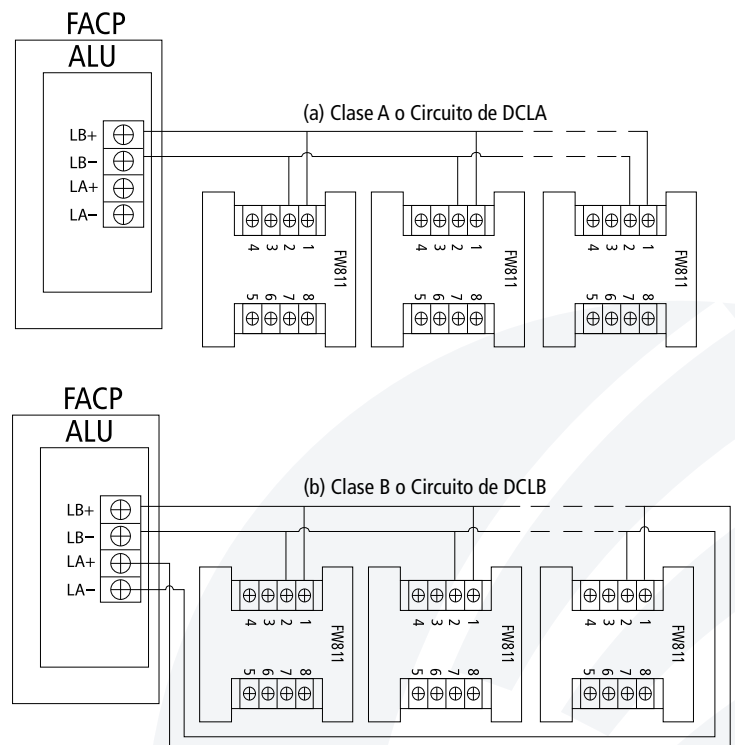 FACP
ALU
(a) Clase A o Circuito de DCLA
LB+
LB-
LA+
LA-
4 3 2 1
FW811
5 6 7 8
4 3 2 1
FW811
5 6 7 8
4 3 2 1
FW811
5 6 7 8
FACP
ALU
(b) Clase B o Circuito de DCLB
LB+
LB-
LA+
LA-
4 3 2 1
FW811
5 6 7 8
4 3 2 1
FW811
5 6 7 8
4 3 2 1
FW811
5 6 7 8